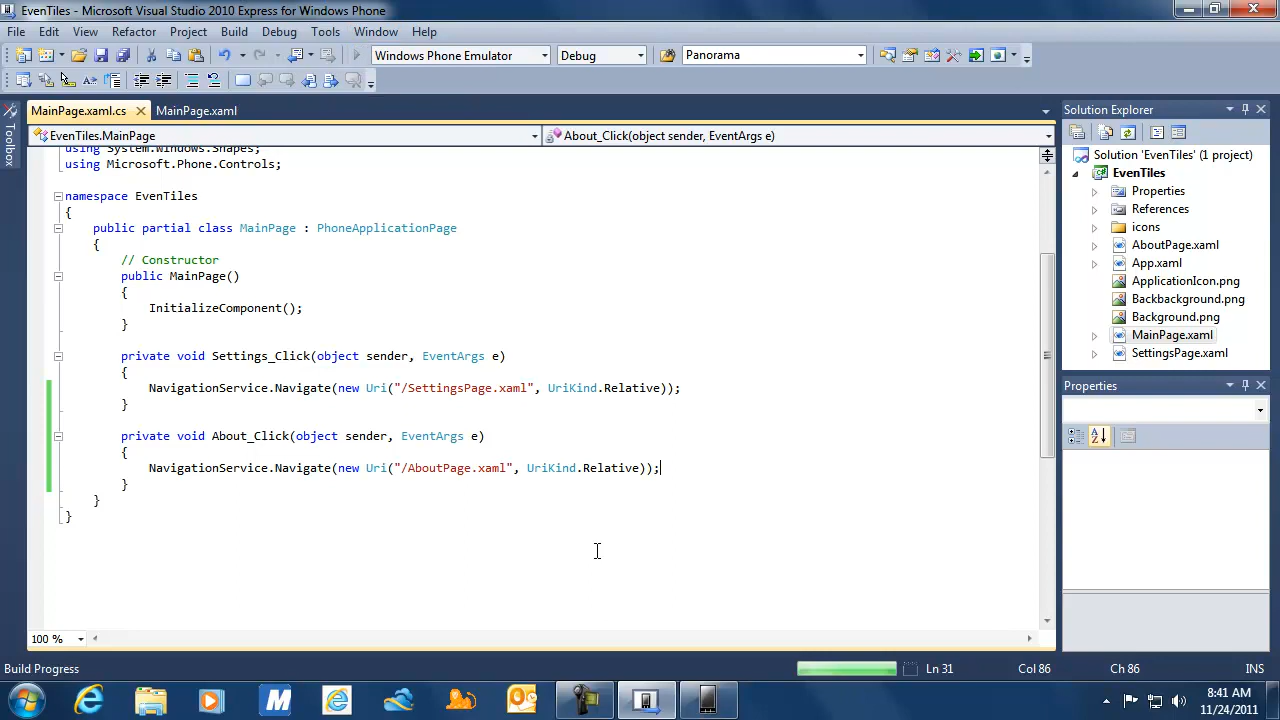 EvenTiles - Microsoft Visual Studio 2010 Express for Windows Phone
File Edit View Refactor Project Build Debug Tools Window Help
Windows Phone Emulator Debug Panorama
MainPage.xaml.cs MainPage.xaml
EvenTiles.MainPage About_Click(object sender, EventArgs e)
Toolbox
using System.Windows.Shapes;
using Microsoft.Phone.Controls;
namespace EvenTiles
{
public partial class MainPage : PhoneApplicationPage
{
// Constructor
public MainPage()
{
InitializeComponent();
}
private void Settings_Click(object sender, EventArgs e)
{
NavigationService.Navigate(new Uri("/SettingsPage.xaml", UriKind.Relative));
}
private void About_Click(object sender, EventArgs e)
{
NavigationService.Navigate(new Uri("/AboutPage.xaml", UriKind.Relative));
}
}
}
100 %
Solution Explorer
Solution 'EvenTiles' (1 project)
EvenTiles
Properties
References
icons
AboutPage.xaml
App.xaml
ApplicationIcon.png
Backbackground.png
Background.png
MainPage.xaml
SettingsPage.xaml
Properties
Build Progress Ln 31 Col 86 Ch 86 INS
8:41 AM
11/24/2011